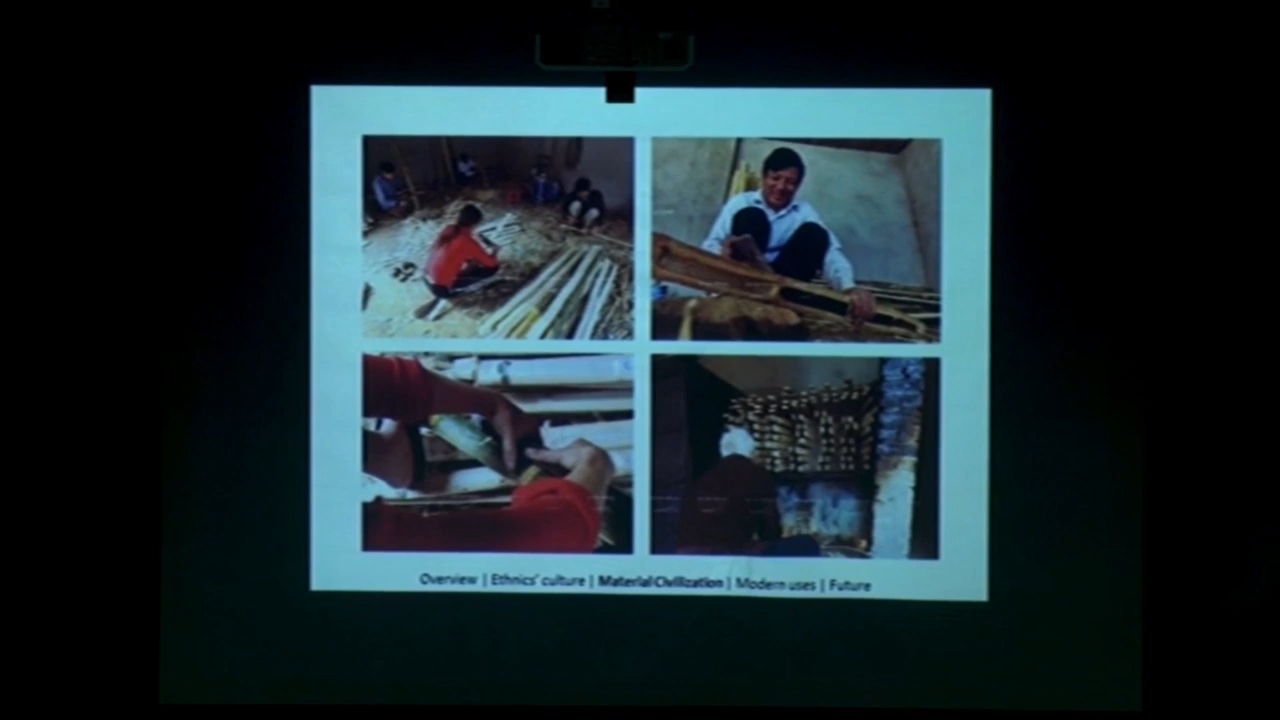 Overview | Ethnics' culture | Material Civilization | Modern uses | Future